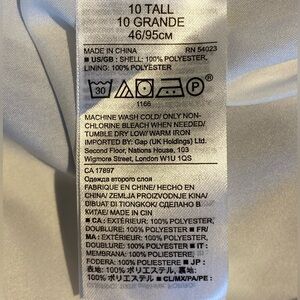 10 TALL
10 GRANDE
46/95CM
MADE IN CHINA RN 54023
■ US/GB : SHELL: 100% POLYESTER,
LINING: 100% POLYESTER.
30 P
1166
MACHINE WASH COLD/ ONLY NON-
CHLORINE BLEACH WHEN NEEDED/
TUMBLE DRY LOW/ WARM IRON
IMPORTED BY: Gap (UK Holdings) Ltd.
Second Floor, Nations House, 103
Wigmore Street, London W1U 1QS
CA 17897
Одежда второго слоя
FABRIQUE EN CHINE/ HECHO EN
CHINA/ ZEMLJA PROIZVODNJE KINA/
DIBUAT DI TIONGKOK/ СДЕЛАНО В
КИТАЕ/ MADE IN CIN
■ CA : EXTÉRIEUR: 100% POLYESTER,
DOUBLURE: 100% POLYESTER ■ FR/
MA : EXTÉRIEUR: 100% POLYESTER,
DOUBLURE: 100% POLYESTER ■ IT :
MEMBRANA: 100% POLIESTERE,
FODERA: 100% POLIESTERE ■ JP :
表地: 100% ポリエステル, 裏地:
100% ポリエステル ■ CL/MX/PA/PE :